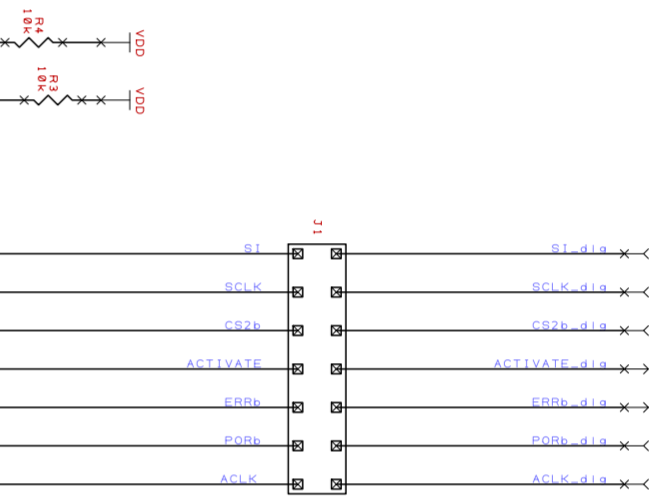 R4
10k
VDD
R3
10k
VDD
J1
SI SI_dig
SCLK SCLK_dig
CS2b CS2b_dig
ACTIVATE ACTIVATE_dig
ERRb ERRb_dig
PORb PORb_dig
ACLK ACLK_dig